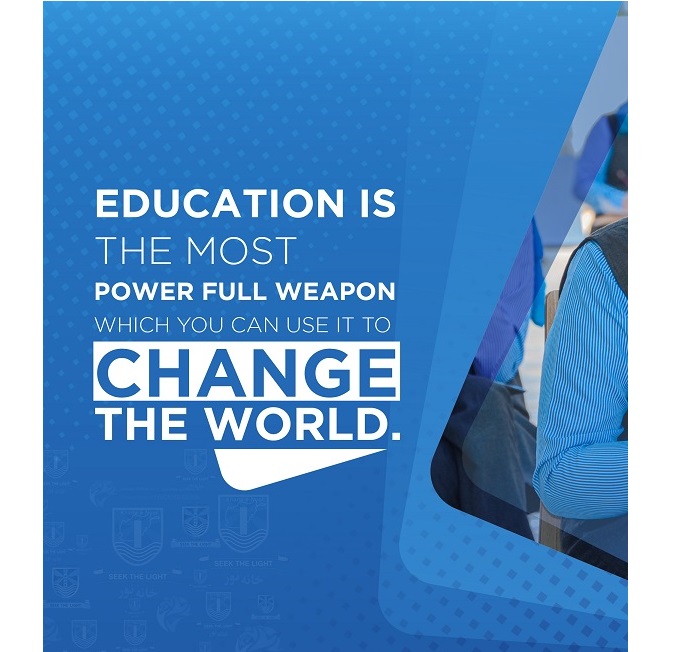 EDUCATION IS
THE MOST
POWER FULL WEAPON
WHICH YOU CAN USE IT TO
CHANGE
THE WORLD.
SEEK THE LIGHT
SEEK THE LIGHT